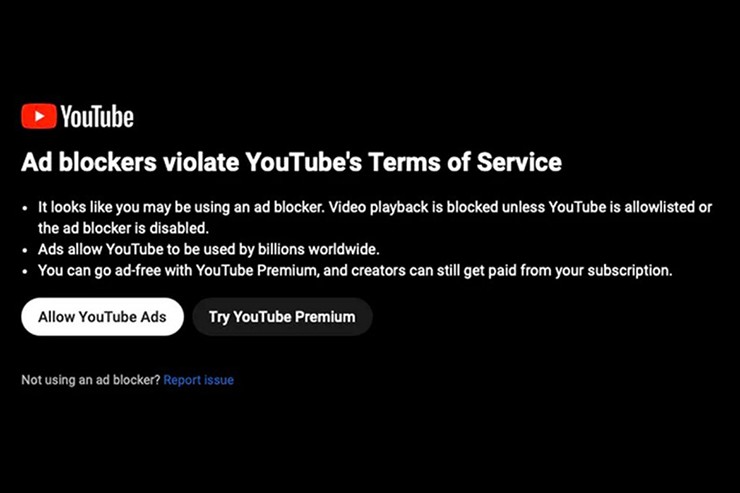 YouTube
Ad blockers violate YouTube's Terms of Service
• It looks like you may be using an ad blocker. Video playback is blocked unless YouTube is allowlisted or
the ad blocker is disabled.
• Ads allow YouTube to be used by billions worldwide.
• You can go ad-free with YouTube Premium, and creators can still get paid from your subscription.
Allow YouTube Ads Try YouTube Premium
Not using an ad blocker? Report issue